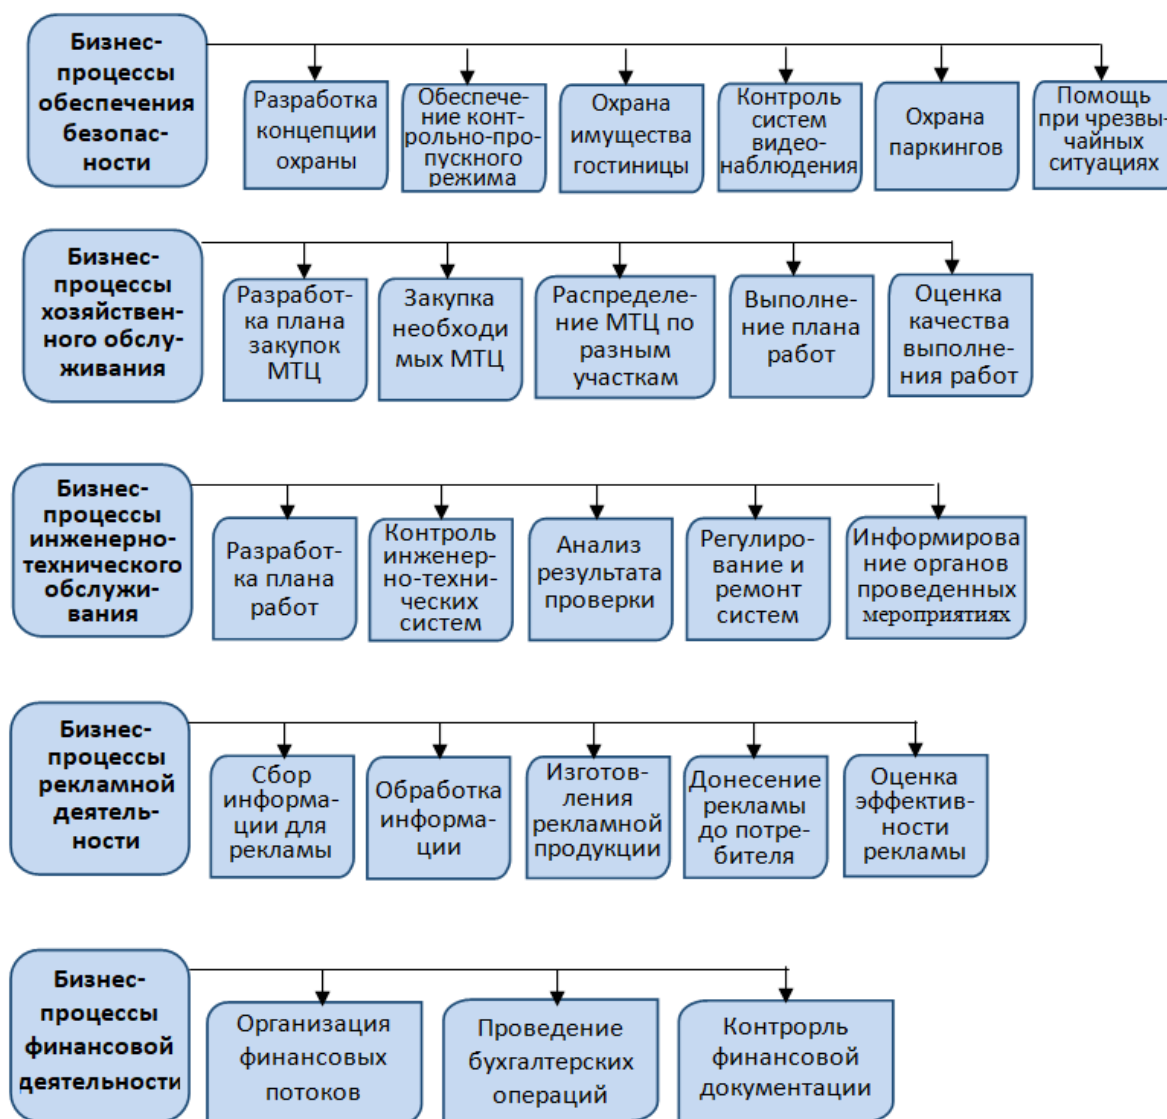 Бизнес-
процессы
обеспечения
безопас-
ности
Разработка
концепции
охраны
Обеспече-
ние конт-
рольно-про-
пускного
режима
Охрана
имущества
гостиницы
Контроль
систем
видео-
наблюдения
Охрана
паркингов
Помощь
при чрезвы-
чайных
ситуациях
Бизнес-
процессы
хозяйствен-
ного обслу-
живания
Разработ-
ка плана
закупок
МТЦ
Закупка
необходи
мых МТЦ
Распределе-
ние МТЦ по
разным
участкам
Выполне-
ние плана
работ
Оценка
качества
выполне-
ния работ
Бизнес-
процессы
инженерно-
технического
обслужи-
вания
Разработ-
ка плана
работ
Контроль
инженер-
но-техни-
ческих
систем
Анализ
результата
проверки
Регулиро-
вание и
ремонт
систем
Информирова
ние органов
проведенных
мероприятиях
Бизнес-
процессы
рекламной
деятель-
ности
Сбор
информа-
ции для
рекламы
Обработка
информа-
ции
Изготов-
ления
рекламной
продукции
Донесение
рекламы
до потре-
бителя
Оценка
эффектив-
ности
рекламы
Бизнес-
процессы
финансовой
деятельности
Организация
финансовых
потоков
Проведение
бухгалтерских
операций
Контрорль
финансовой
документации